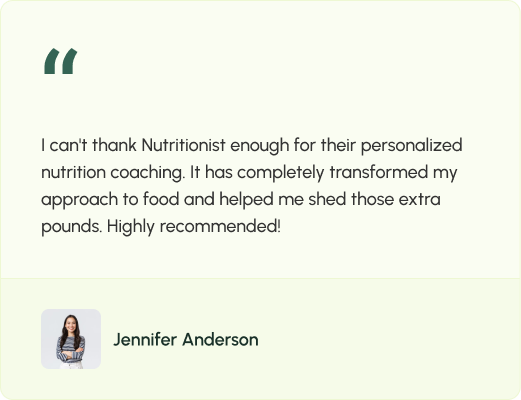 “
I can't thank Nutritionist enough for their personalized
nutrition coaching. It has completely transformed my
approach to food and helped me shed those extra
pounds. Highly recommended!
Jennifer Anderson